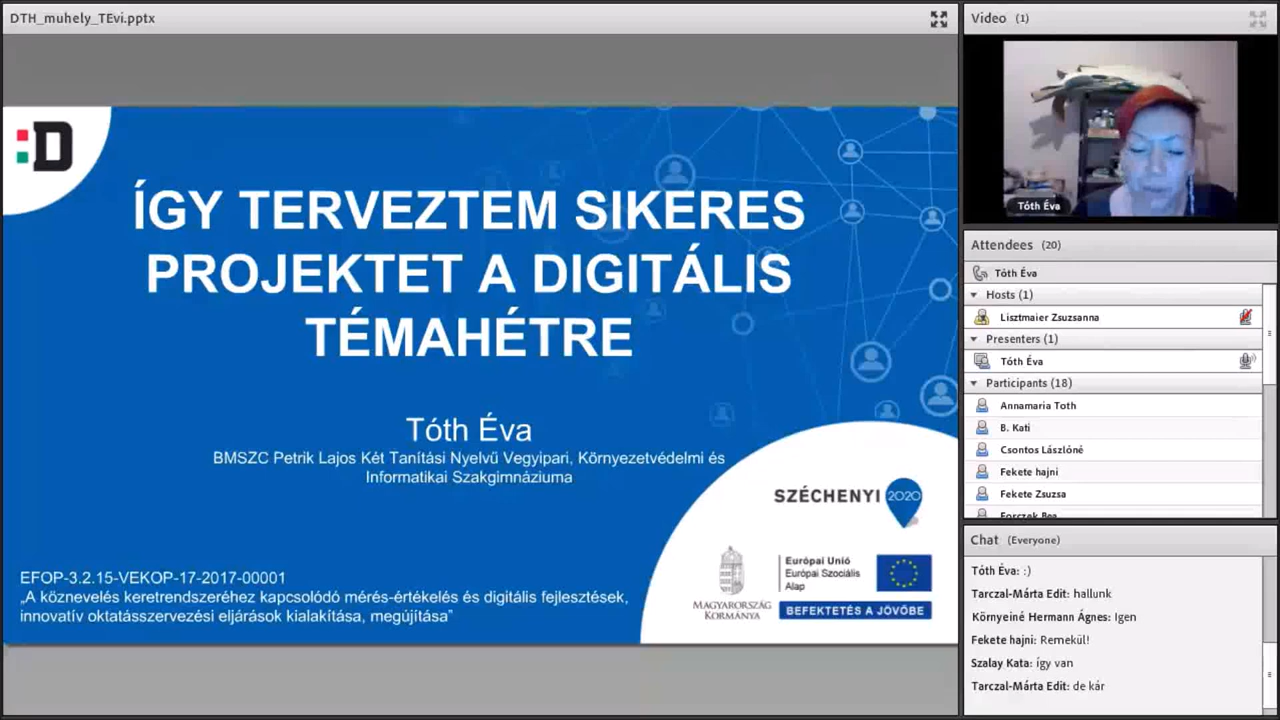 DTH_muhely_TEvi.pptx
:D
ÍGY TERVEZTEM SIKERES
PROJEKTET A DIGITÁLIS
TÉMAHÉTRE
Tóth Éva
BMSZC Petrik Lajos Két Tanítási Nyelvű Vegyipari, Környezetvédelmi és
Informatikai Szakgimnáziuma
SZÉCHENYI 2020
EFOP-3.2.15-VEKOP-17-2017-00001
„A köznevelés keretrendszeréhez kapcsolódó mérés-értékelés és digitális fejlesztések,
innovatív oktatásszervezési eljárások kialakítása, megújítása”
MAGYARORSZÁG
KORMÁNYA
Európai Unió
Európai Szociális
Alap
BEFEKTETÉS A JÖVŐBE
Video (1)
Tóth Éva
Attendees (20)
Tóth Éva
Hosts (1)
Lisztmaier Zsuzsanna
Presenters (1)
Tóth Éva
Participants (18)
Annamaria Toth
B. Kati
Csontos Lászlóné
Fekete hajni
Fekete Zsuzsa
Forczek Bea
Chat (Everyone)
Tóth Éva: :)
Tarczal-Márta Edit: hallunk
Környeiné Hermann Ágnes: Igen
Fekete hajni: Remekül!
Szalay Kata: így van
Tarczal-Márta Edit: de kár